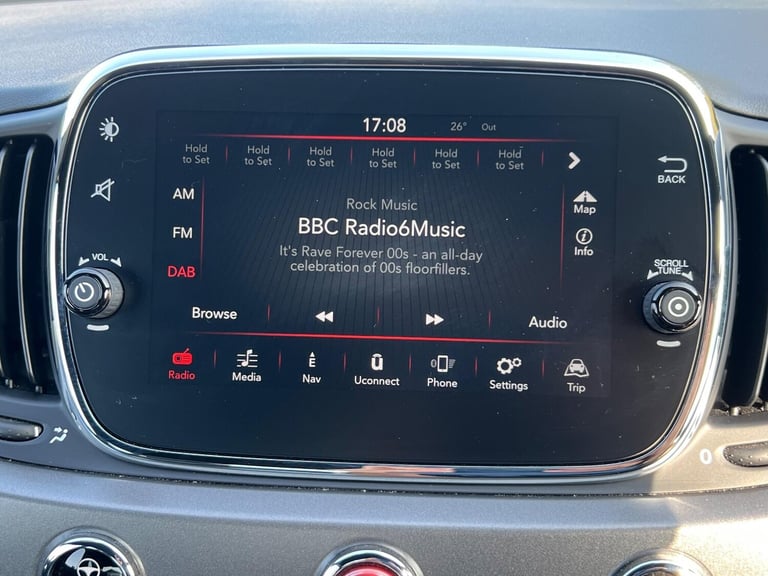 17:08 26° Out
Hold to Set
Hold to Set
Hold to Set
Hold to Set
Hold to Set
Hold to Set
BACK
AM
FM
DAB
Rock Music
BBC Radio6Music
It's Rave Forever 00s - an all-day
celebration of 00s floorfillers.
Map
Info
VOL
SCROLL
TUNE
Browse
Audio
Radio
Media
E
Nav
u
Uconnect
Phone
Settings
Trip
0